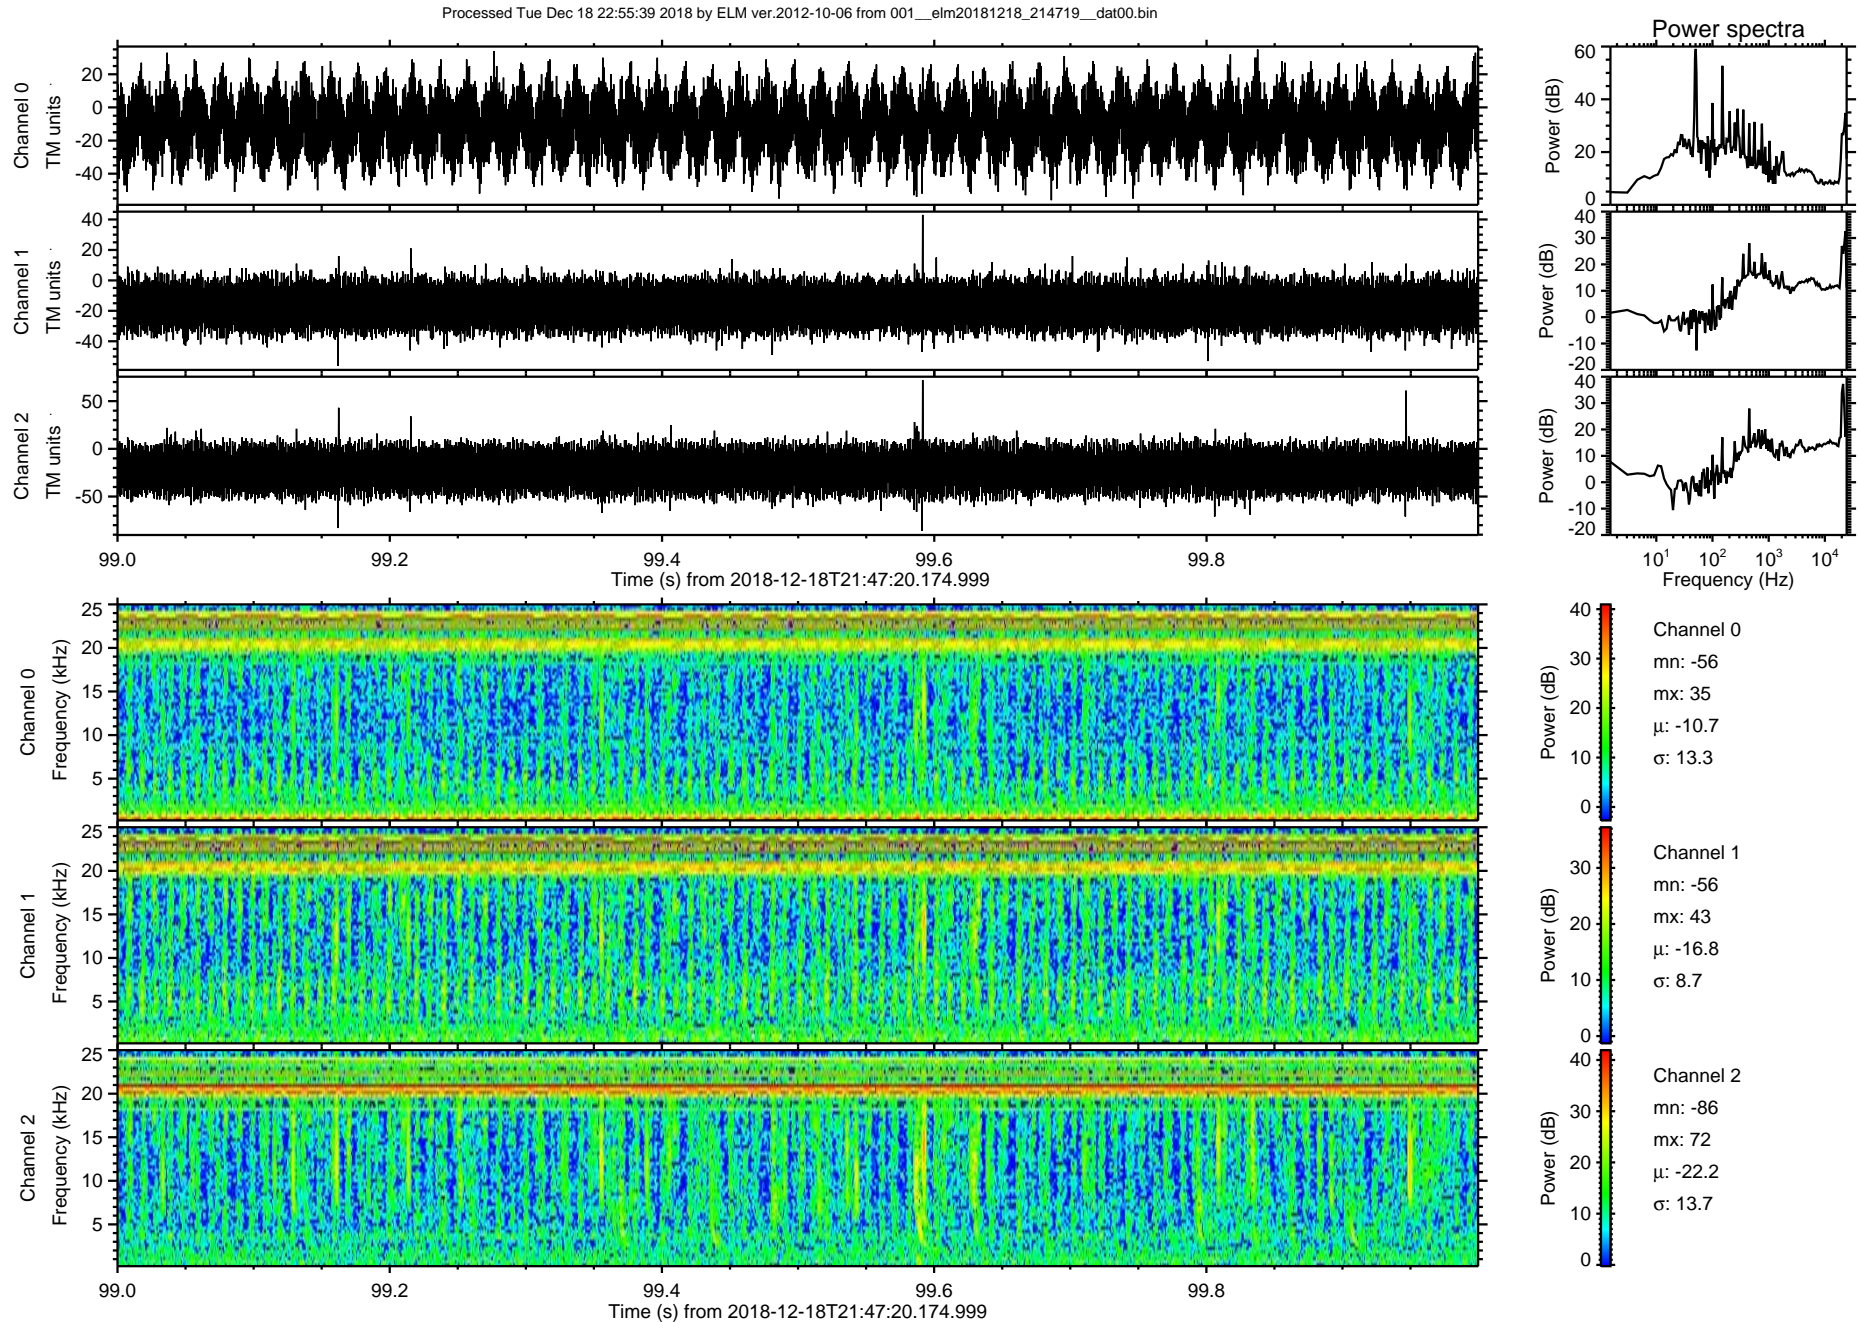 Processed Tue Dec 18 22:55:39 2018 by ELM ver.2012-10-06 from 001__elm20181218_214719__dat00.bin
Power spectra
Channel 0
TM units
20
0
-20
-40
Power (dB)
60
40
20
0
Channel 1
TM units
40
20
0
-20
-40
Power (dB)
40
30
20
10
0
-10
-20
Channel 2
TM units
50
0
-50
Power (dB)
40
30
20
10
0
-10
-20
99.0 99.2 99.4 99.6 99.8
Time (s) from 2018-12-18T21:47:20.174.999
10^1 10^2 10^3 10^4
Frequency (Hz)
Channel 0
Frequency (kHz)
25
20
15
10
5
Power (dB)
40
30
20
10
0
Channel 0
mn: -56
mx: 35
μ: -10.7
σ: 13.3
Channel 1
Frequency (kHz)
25
20
15
10
5
Power (dB)
30
20
10
0
Channel 1
mn: -56
mx: 43
μ: -16.8
σ: 8.7
Channel 2
Frequency (kHz)
25
20
15
10
5
Power (dB)
40
30
20
10
0
Channel 2
mn: -86
mx: 72
μ: -22.2
σ: 13.7
99.0 99.2 99.4 99.6 99.8
Time (s) from 2018-12-18T21:47:20.174.999